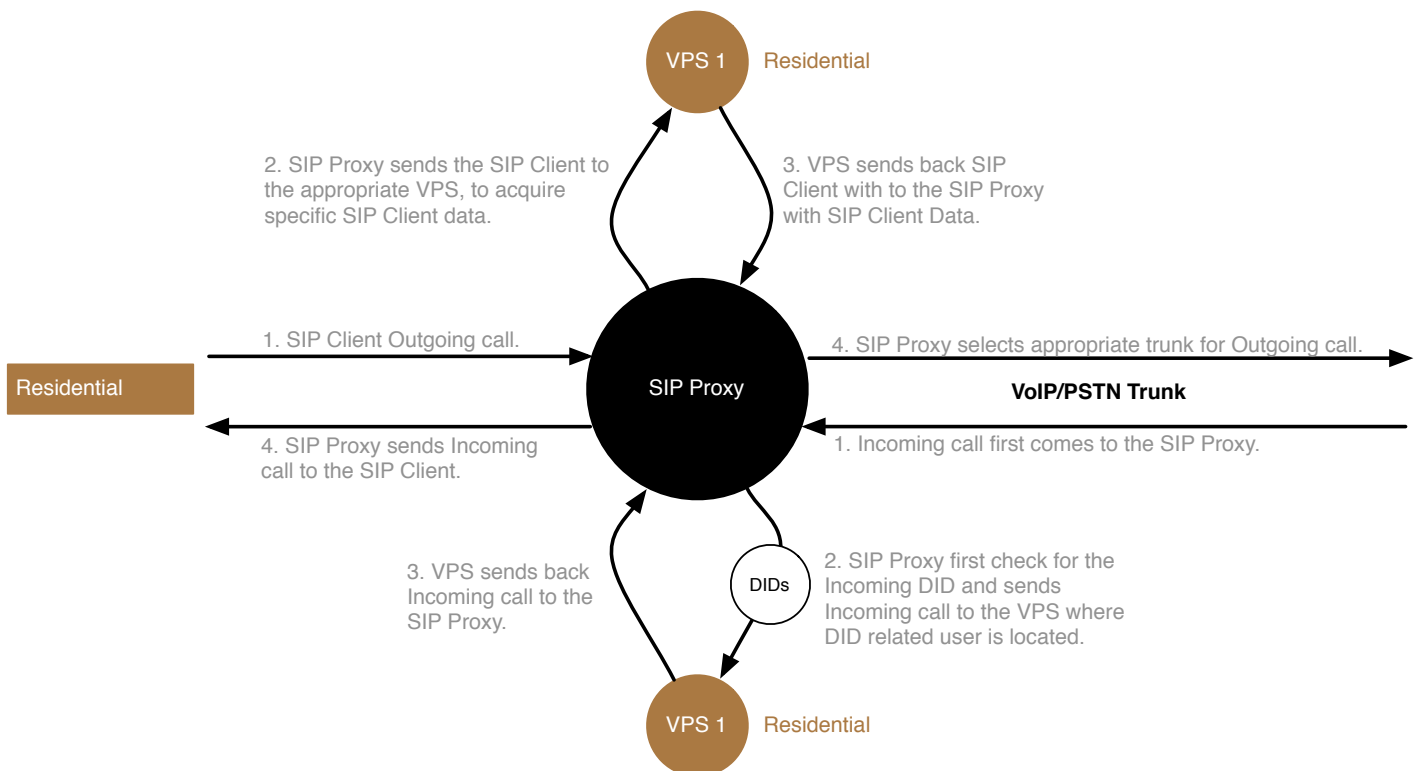 VPS 1
Residential
2. SIP Proxy sends the SIP Client to
the appropriate VPS, to acquire
specific SIP Client data.
3. VPS sends back SIP
Client with to the SIP Proxy
with SIP Client Data.
1. SIP Client Outgoing call.
4. SIP Proxy selects appropriate trunk for Outgoing call.
Residential
SIP Proxy
VoIP/PSTN Trunk
4. SIP Proxy sends Incoming
call to the SIP Client.
1. Incoming call first comes to the SIP Proxy.
3. VPS sends back
Incoming call to the
SIP Proxy.
DIDs
2. SIP Proxy first check for the
Incoming DID and sends
Incoming call to the VPS where
DID related user is located.
VPS 1
Residential